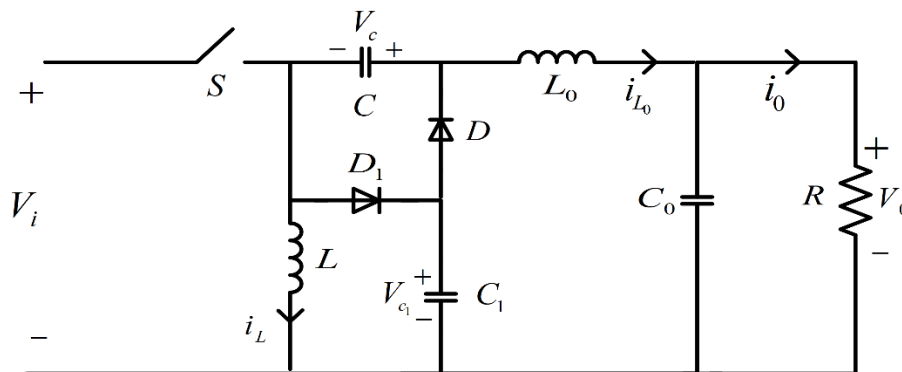 V_c
− +
+ S C L_0 i_{L_0} i_0
D
D_1 +
V_i C_0 R V_0
L −
+
V_{c_1} C_1
−
− i_L